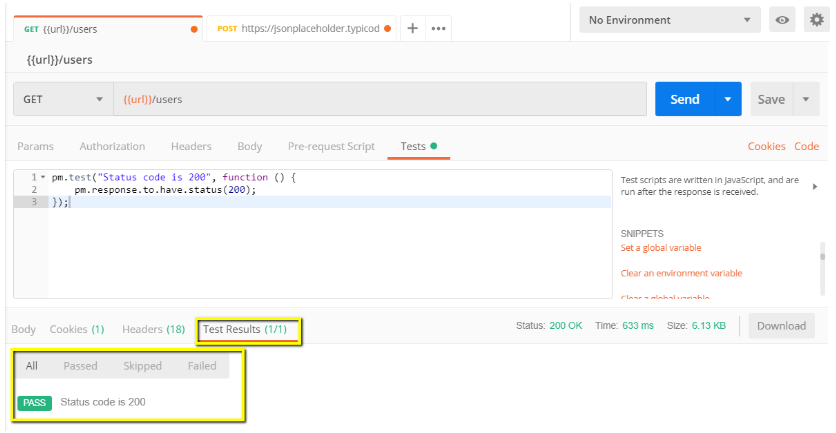 GET {{url}}/users
POST https://jsonplaceholder.typicod
+
•••
No Environment
{{url}}/users
GET
{{url}}/users
Send
Save
Params Authorization Headers Body Pre-request Script Tests Cookies Code
1 pm.test("Status code is 200", function () {
2 pm.response.to.have.status(200);
3 });
Test scripts are written in JavaScript, and are
run after the response is received.
SNIPPETS
Set a global variable
Clear an environment variable
Clear a global variable
Body Cookies (1) Headers (18) Test Results (1/1) Status: 200 OK Time: 633 ms Size: 6.13 KB Download
All Passed Skipped Failed
PASS Status code is 200